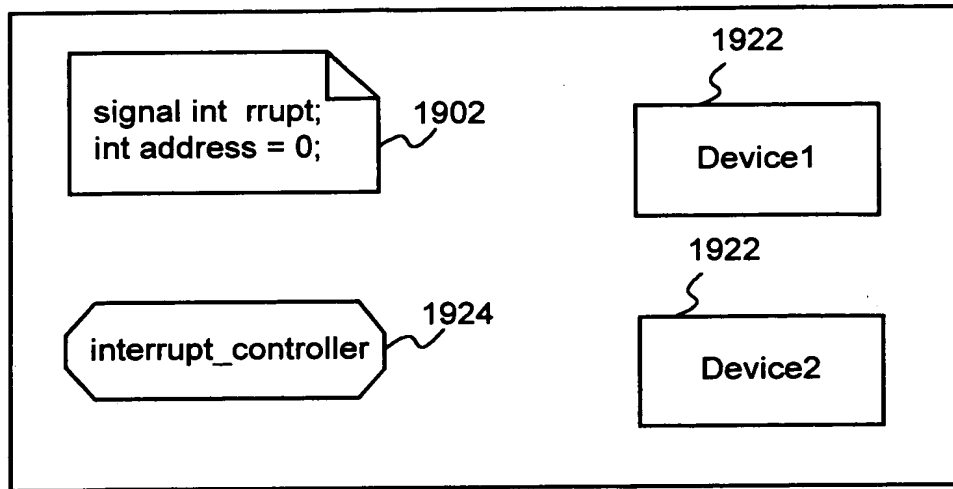 1922
signal int rrupt;
int address = 0;
1902
Device1
1922
1924
interrupt_controller
Device2